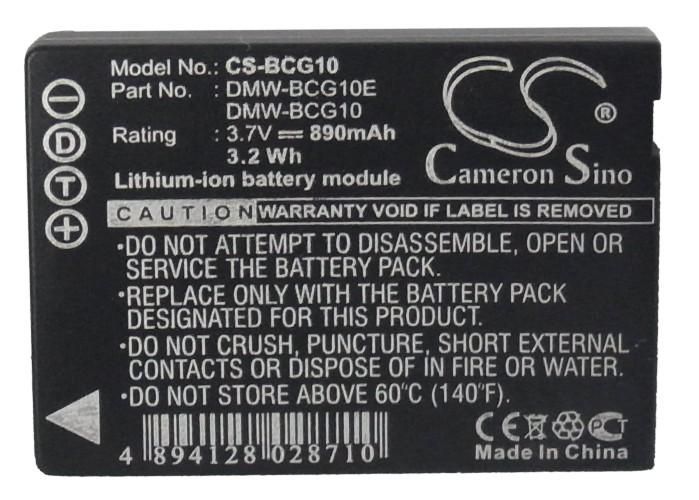 Model No.: CS-BCG10
Part No. : DMW-BCG10E
DMW-BCG10
Rating : 3.7V 890mAh
3.2 Wh
Lithium-ion battery module
CS
®
Cameron Sino
D
T
CAUTION WARRANTY VOID IF LABEL IS REMOVED
•DO NOT ATTEMPT TO DISASSEMBLE, OPEN OR
SERVICE THE BATTERY PACK.
•REPLACE ONLY WITH THE BATTERY PACK
DESIGNATED FOR THIS PRODUCT.
•DO NOT CRUSH, PUNCTURE, SHORT EXTERNAL
CONTACTS OR DISPOSE OF IN FIRE OR WATER.
•DO NOT STORE ABOVE 60°C (140°F).
4 894128 028710
CE PCT
Made In China